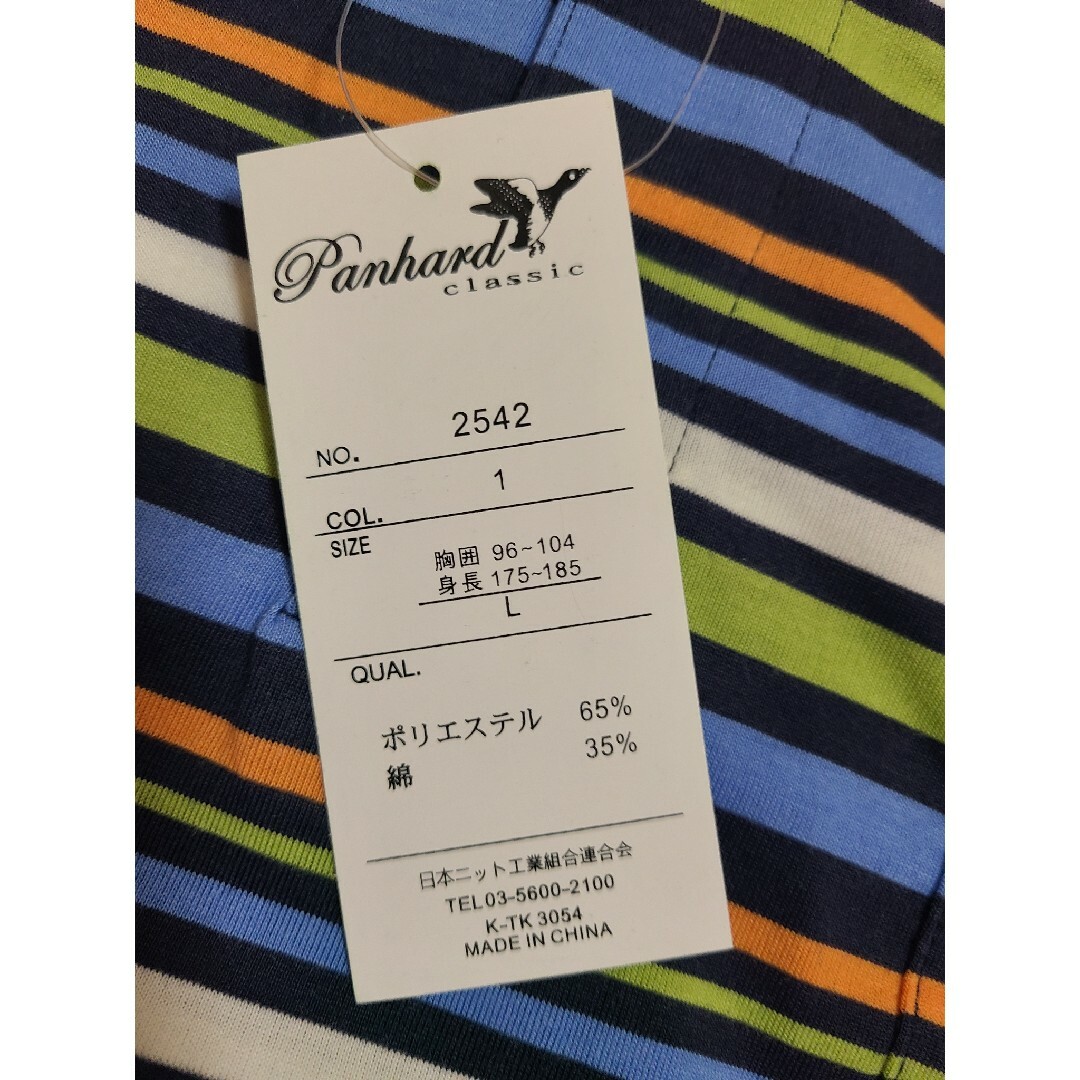 Panhard
classic
NO. 2542
COL. 1
SIZE 胸囲 96~104
身長 175~185
L
QUAL.
ポリエステル 65%
綿 35%
日本ニット工業組合連合会
TEL03-5600-2100
K-TK 3054
MADE IN CHINA